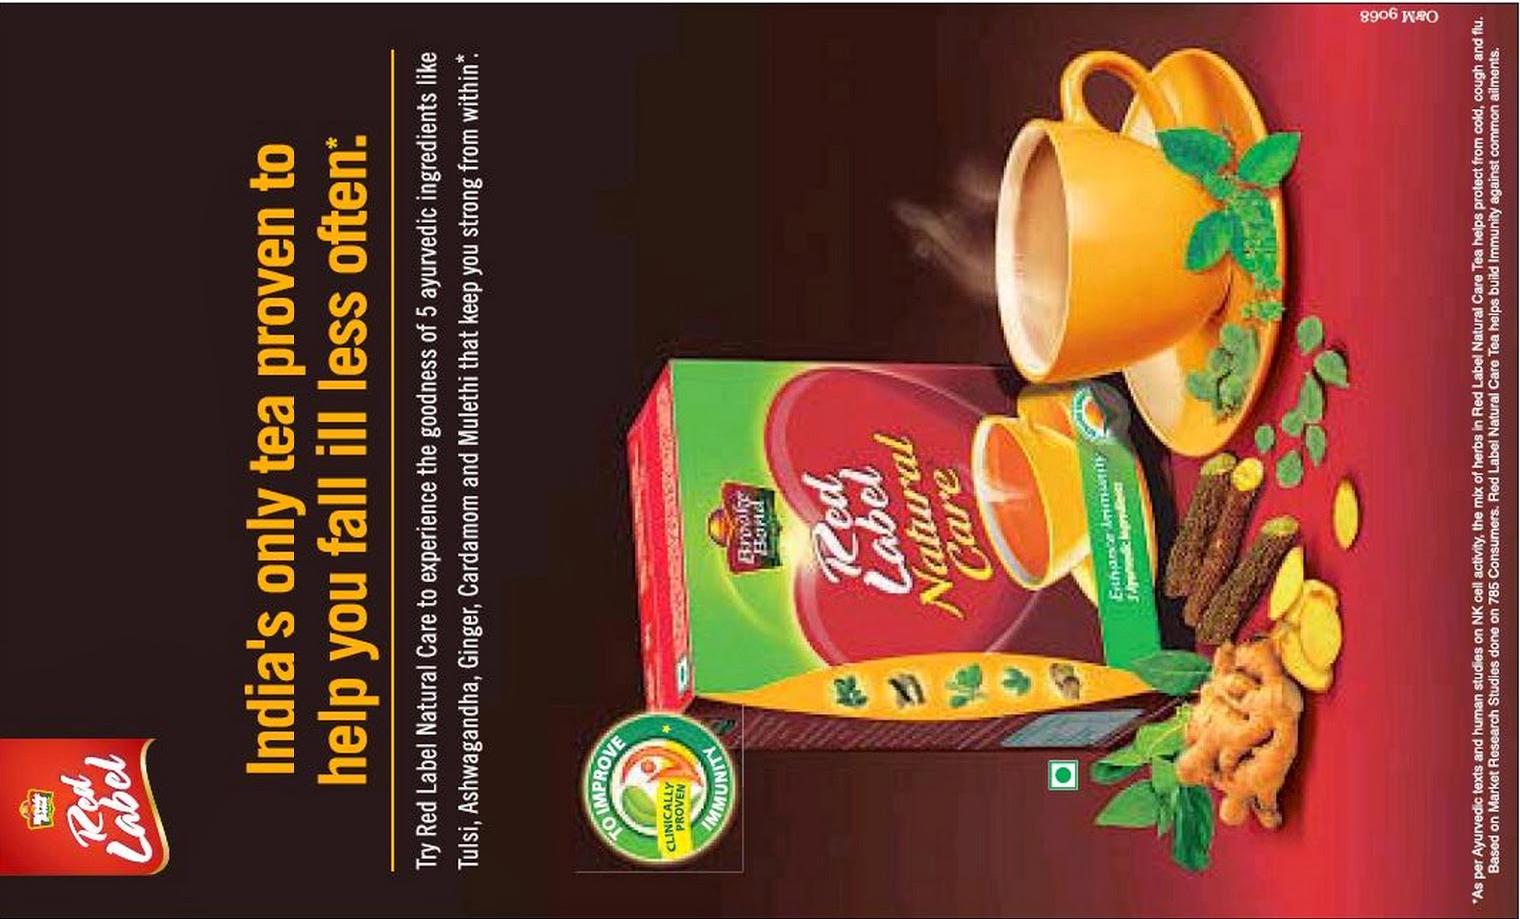 Red
Label
India's only tea proven to
help you fall ill less often.*
Try Red Label Natural Care to experience the goodness of 5 ayurvedic ingredients like
Tulsi, Ashwagandha, Ginger, Cardamom and Mulethi that keep you strong from within*.
TO IMPROVE
CLINICALLY
PROVEN
IMMUNITY
Brooke
Bond
Red
Label
Natural
Care
Enhance Immunity
5 Ayurvedic Ingredients
O&M 9068
*As per Ayurvedic texts and human studies on NK cell activity, the mix of herbs in Red Label Natural Care Tea helps protect from cold, cough and flu.
Based on Market Research Studies done on 785 Consumers. Red Label Natural Care Tea helps build Immunity against common ailments.